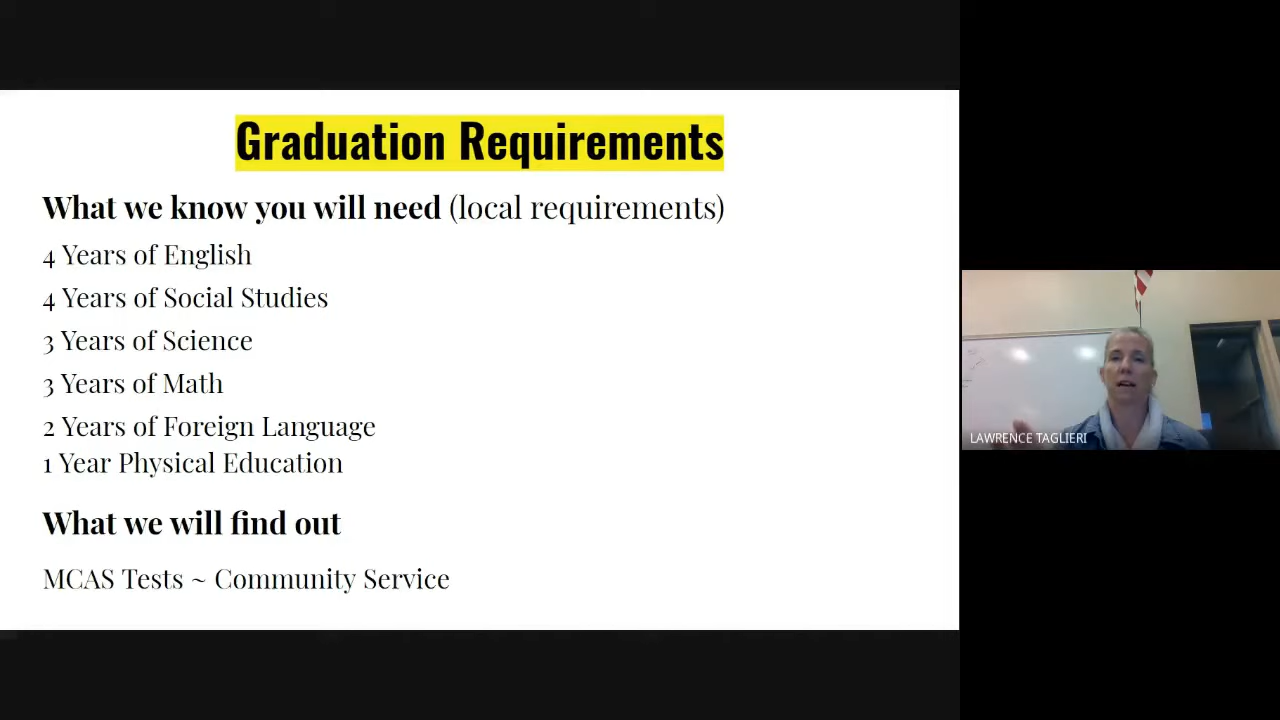 Graduation Requirements
What we know you will need (local requirements)
4 Years of English
4 Years of Social Studies
3 Years of Science
3 Years of Math
2 Years of Foreign Language
1 Year Physical Education
What we will find out
MCAS Tests ~ Community Service
LAWRENCE TAGLIERI